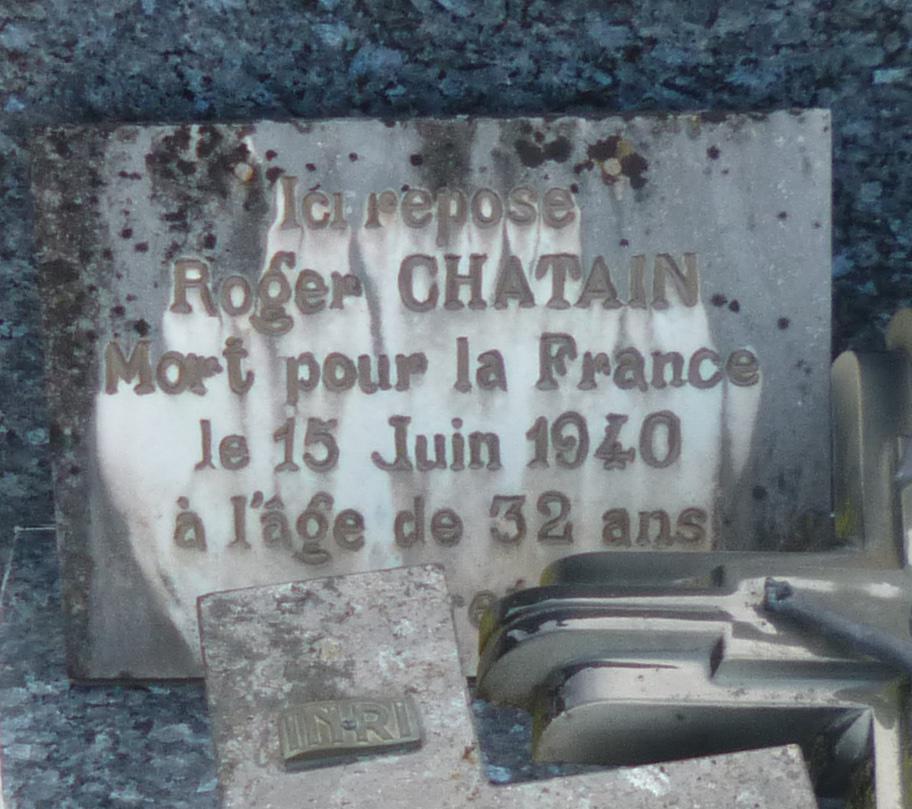 Ici repose
Roger CHATAIN
Mort pour la France
le 15 Juin 1940
à l'âge de 32 ans
INRI